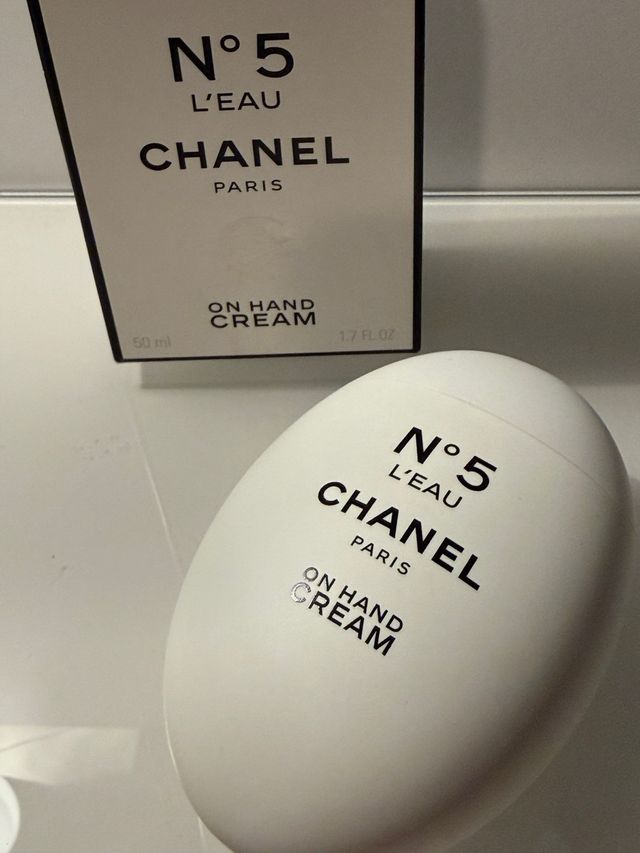 N°5
L'EAU
CHANEL
PARIS
ON HAND
CREAM
50 ml 1.7 FL.OZ
N°5
L'EAU
CHANEL
PARIS
ON HAND
CREAM